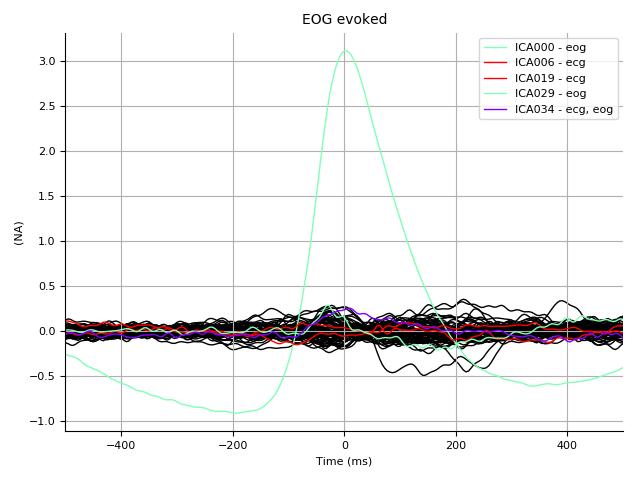 EOG evoked
ICA000 - eog
ICA006 - ecg
ICA019 - ecg
ICA029 - eog
ICA034 - ecg, eog
3.0
2.5
2.0
1.5
1.0
0.5
0.0
−0.5
−1.0
(NA)
−400 −200 0 200 400
Time (ms)